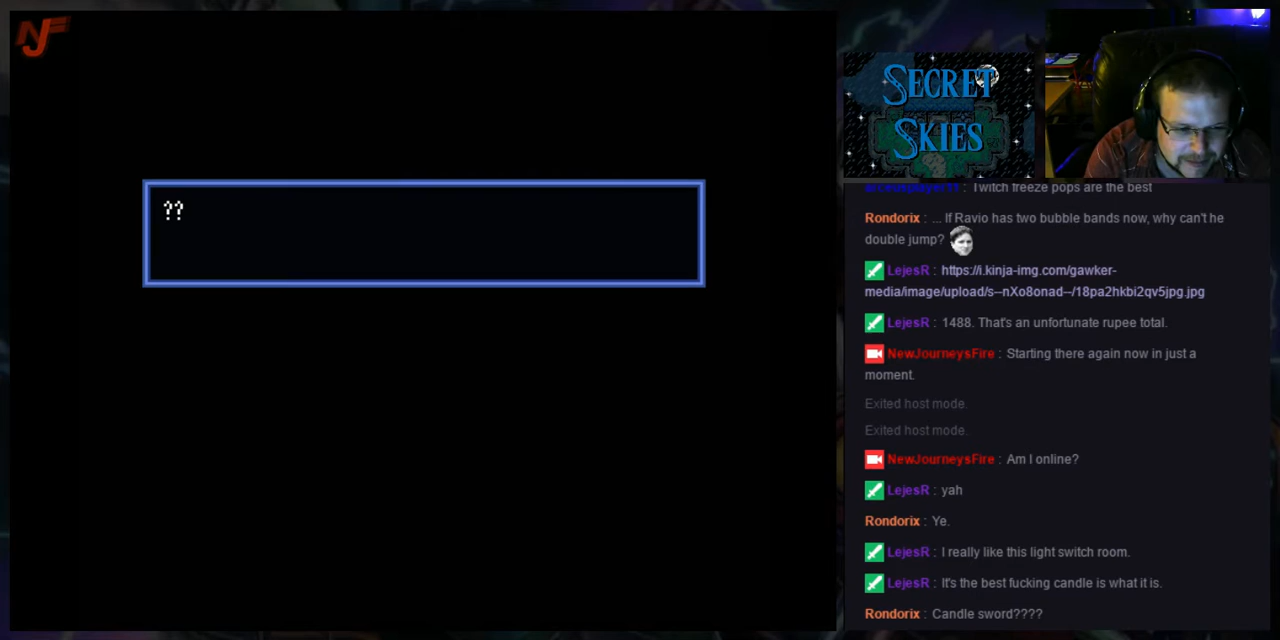 NJF
??
SECRET
SKIES
: Twitch freeze pops are the best
Rondorix : ... If Ravio has two bubble bands now, why can't he
double jump?
LejesR : https://i.kinja-img.com/gawker-
media/image/upload/s--nXo8onad--/18pa2hkbi2qv5jpg.jpg
LejesR : 1488. That's an unfortunate rupee total.
NewJourneysFire : Starting there again now in just a
moment.
Exited host mode.
Exited host mode.
NewJourneysFire : Am I online?
LejesR : yah
Rondorix : Ye.
LejesR : I really like this light switch room.
LejesR : It's the best fucking candle is what it is.
Rondorix : Candle sword????